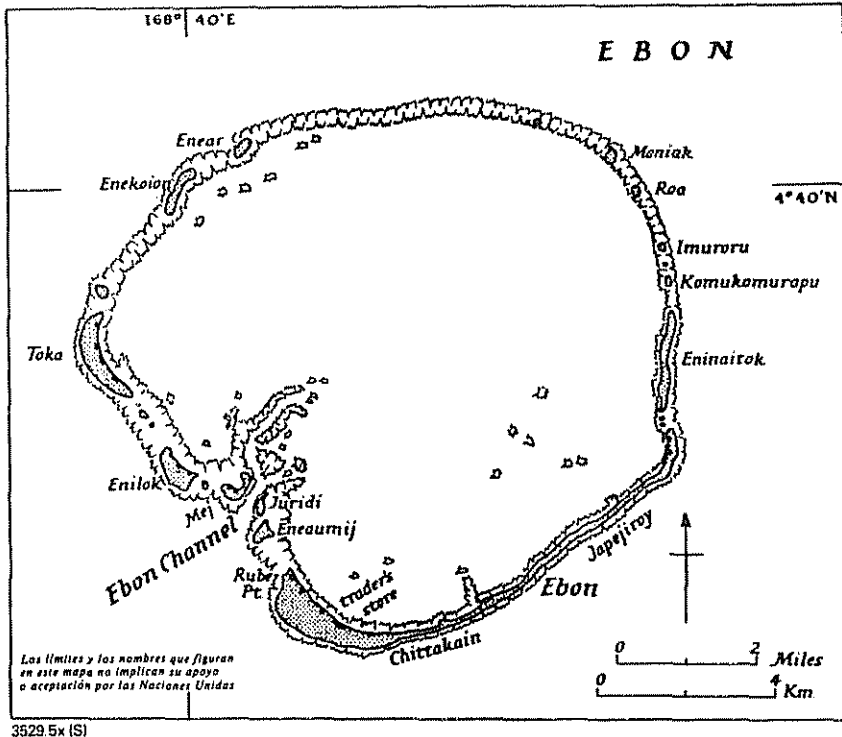 168° 40'E
EBON
Enear
Moniak
Enekoion
Roa
4°40'N
Imuroru
Komukomurapu
Toka
Eninaitok
Enilok
Mej
Juridi
Eneaumij
Ebon Channel
Rube Pt.
trader's
store
Japejiroy
Ebon
Chittakain
0 2
Miles
0 4
Km.
Los límites y los nombres que figuran
en este mapa no implican su apoyo
o aceptación por las Naciones Unidas
3529.5x (S)